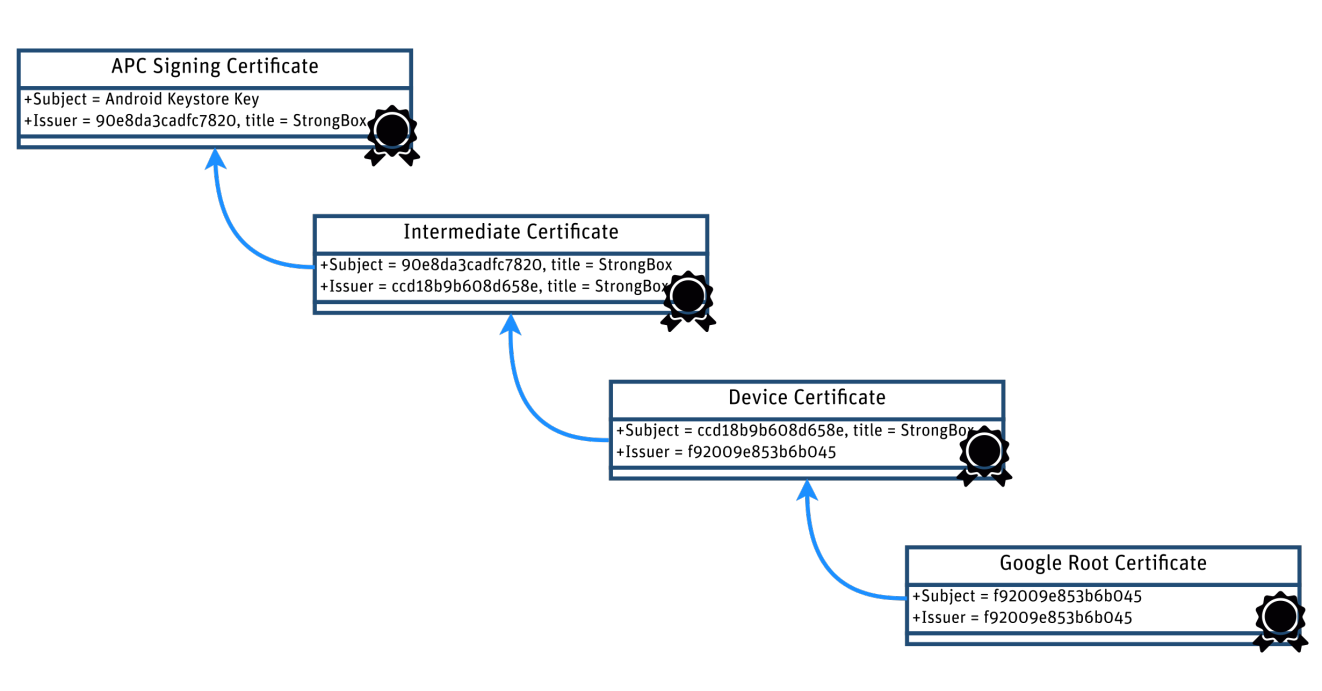 APC Signing Certificate
+Subject = Android Keystore Key
+Issuer = 90e8da3cadfc7820, title = StrongBox
Intermediate Certificate
+Subject = 90e8da3cadfc7820, title = StrongBox
+Issuer = ccd18b9b608d658e, title = StrongBox
Device Certificate
+Subject = ccd18b9b608d658e, title = StrongBox
+Issuer = f92009e853b6b045
Google Root Certificate
+Subject = f92009e853b6b045
+Issuer = f92009e853b6b045